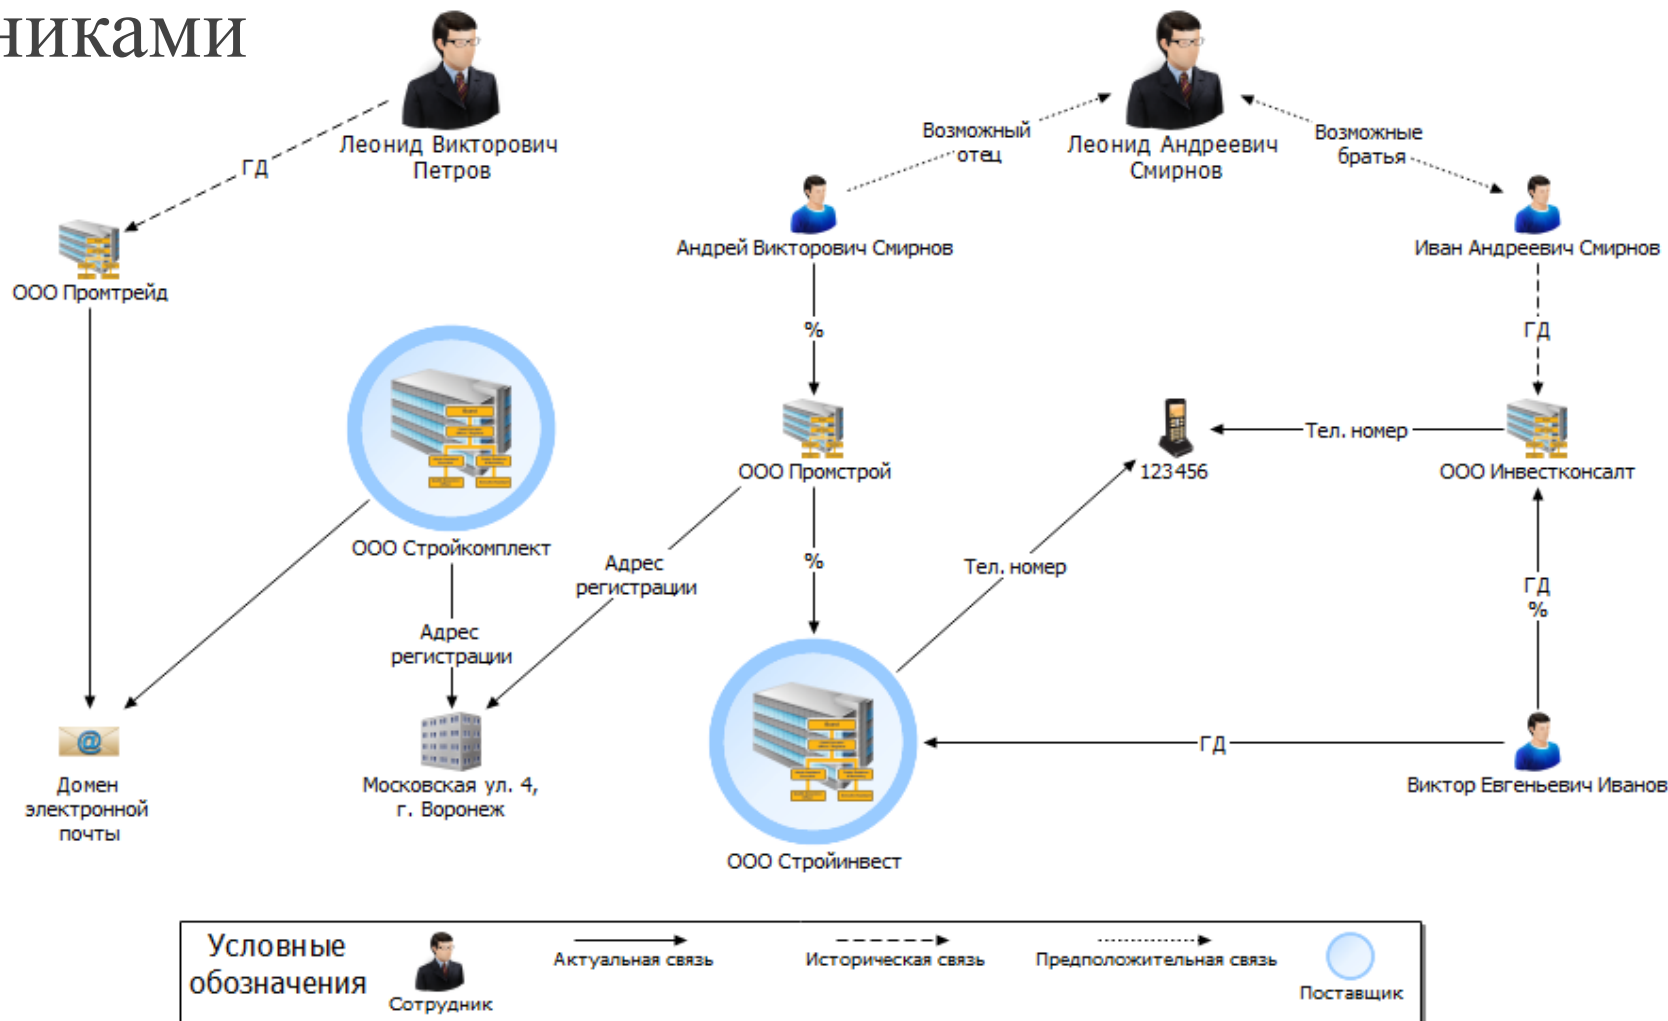 никами
Леонид Викторович
Петров
Леонид Андреевич
Смирнов
Возможный
отец
Возможные
братья
ГД
Андрей Викторович Смирнов
Иван Андреевич Смирнов
ООО Промтрейд
%
ГД
ООО Промстрой
123456
Тел. номер
ООО Инвестконсалт
ООО Стройкомплект
Адрес
регистрации
%
Тел. номер
ГД
%
Адрес
регистрации
ГД
Домен
электронной
почты
Московская ул. 4,
г. Воронеж
Виктор Евгеньевич Иванов
ООО Стройинвест
Условные
обозначения
Сотрудник
Актуальная связь
Историческая связь
Предположительная связь
Поставщик